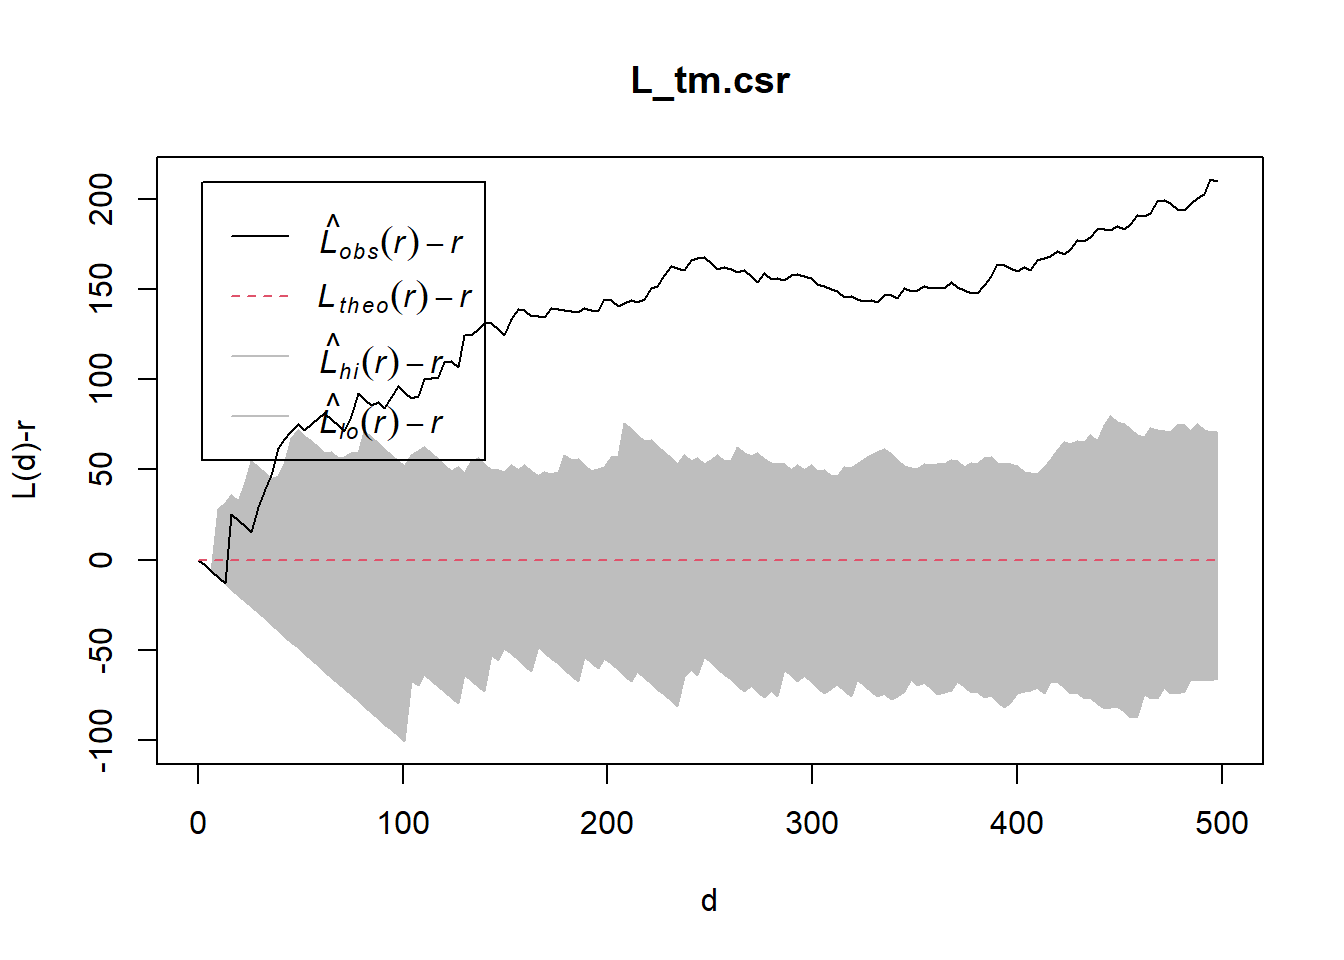 L_tm.csr
L̂obs(r) − r
Ltheo(r) − r
L̂hi(r) − r
L̂lo(r) − r
L(d)-r
200
150
100
50
0
-50
-100
0 100 200 300 400 500
d